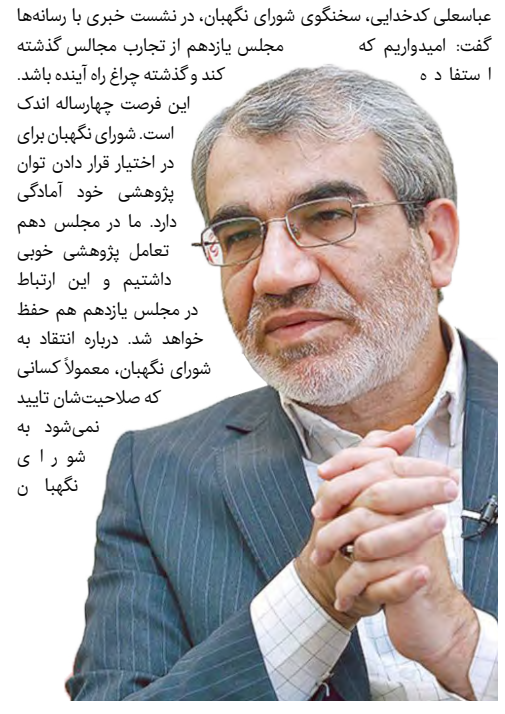 عباسعلی کدخدایی، سخنگوی شورای نگهبان، در نشست خبری با رسانه‌ها
گفت: امیدواریم که مجلس یازدهم از تجارب مجالس گذشته
استفاده کند و گذشته چراغ راه آینده باشد.
این فرصت چهارساله اندک
است. شورای نگهبان برای
در اختیار قرار دادن توان
پژوهشی خود آمادگی
دارد. ما در مجلس دهم
تعامل پژوهشی خوبی
داشتیم و این ارتباط
در مجلس یازدهم هم حفظ
خواهد شد. درباره انتقاد به
شورای نگهبان، معمولاً کسانی
که صلاحیت‌شان تایید
نمی‌شود به
شورای
نگهبان